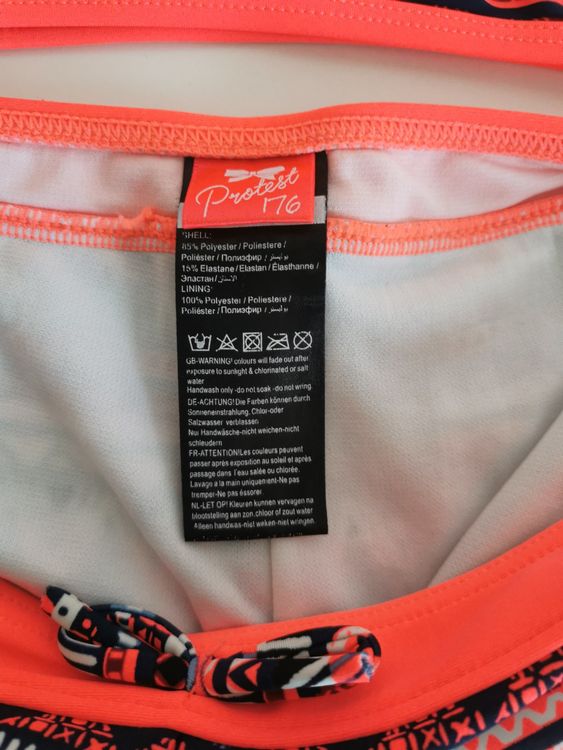 Protest
176
SHELL:
85% Polyester / Poliestere /
Poliéster / Полиэфир / بوليستر
15% Elastane / Elastan / Élasthanne /
Эластан / الاستان
LINING:
100% Polyester / Poliestere /
Poliéster / Полиэфир / بوليستر
GB-WARNING! colours will fade out after
exposure to sunlight & chlorinated or salt
water
Handwash only -do not soak -do not wring.
DE-ACHTUNG!Die Farben können durch
Sonneneinstrahlung, Chlor-oder
Salzwasser verblassen
Nur Handwäsche-nicht weichen-nicht
schleudern
FR-ATTENTION!Les couleurs peuvent
passer après exposition au soleil et après
passage dans l'eau salée ou chlorée.
Lavage a la main uniquement-Ne pas
tremper-Ne pas éssorer.
NL-LET OP! Kleuren kunnen vervagen na
blootstelling aan zon,chloor of zout water
Alleen handwas-niet weken-niet wringen.